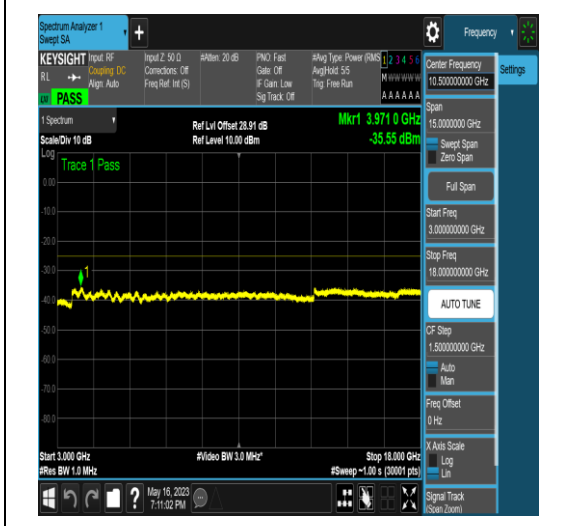 Spectrum Analyzer 1
Swept SA
+
Frequency
KEYSIGHT
RL
PASS
Input: RF
Coupling: DC
Align: Auto
Input Z: 50 Ω
Corrections: Off
Freq Ref: Int (S)
#Atten: 20 dB
PNO: Fast
Gate: Off
IF Gain: Low
Sig Track: Off
#Avg Type: Power (RMS
Avg|Hold: 5/5
Trig: Free Run
1 2 3 4 5 6
M W W W W W
A A A A A A
1 Spectrum
Scale/Div 10 dB
Ref Lvl Offset 28.91 dB
Ref Level 10.00 dBm
Mkr1 3.971 0 GHz
-35.55 dBm
Log
Trace 1 Pass
0.00
-10.0
-20.0
-30.0
1
-40.0
-50.0
-60.0
-70.0
-80.0
Start 3.000 GHz
#Res BW 1.0 MHz
#Video BW 3.0 MHz*
Stop 18.000 GHz
#Sweep ~1.00 s (30001 pts)
?
May 16, 2023
7:11:02 PM
Center Frequency
10.500000000 GHz
Settings
Span
15.0000000 GHz
Swept Span
Zero Span
Full Span
Start Freq
3.000000000 GHz
Stop Freq
18.000000000 GHz
AUTO TUNE
CF Step
1.500000000 GHz
Auto
Man
Freq Offset
0 Hz
X Axis Scale
Log
Lin
Signal Track
(Span Zoom)